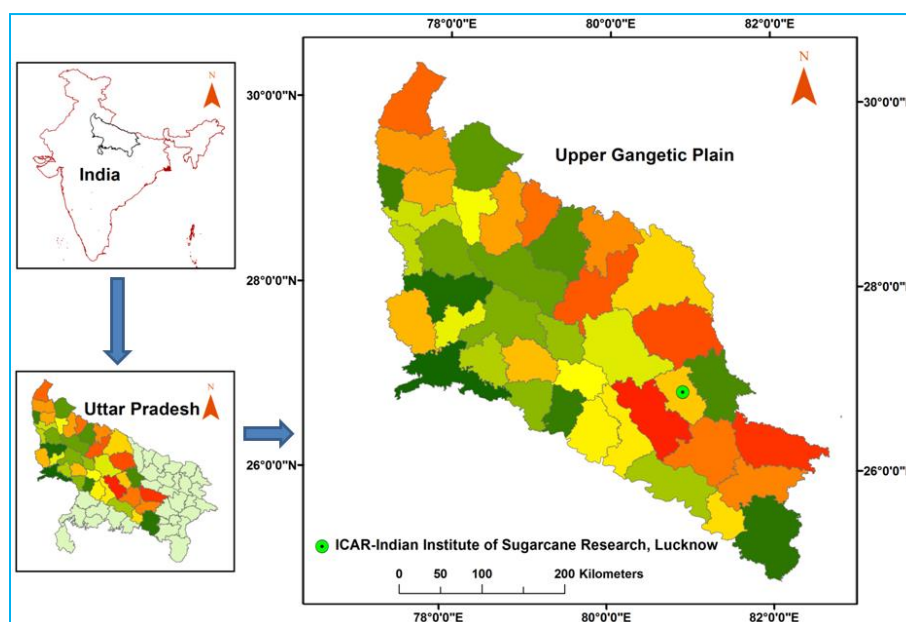 N
India
N
Uttar Pradesh
78°0'0"E 80°0'0"E 82°0'0"E
N
30°0'0"N 30°0'0"N
Upper Gangetic Plain
28°0'0"N 28°0'0"N
26°0'0"N 26°0'0"N
ICAR-Indian Institute of Sugarcane Research, Lucknow
0 50 100 200 Kilometers
78°0'0"E 80°0'0"E 82°0'0"E